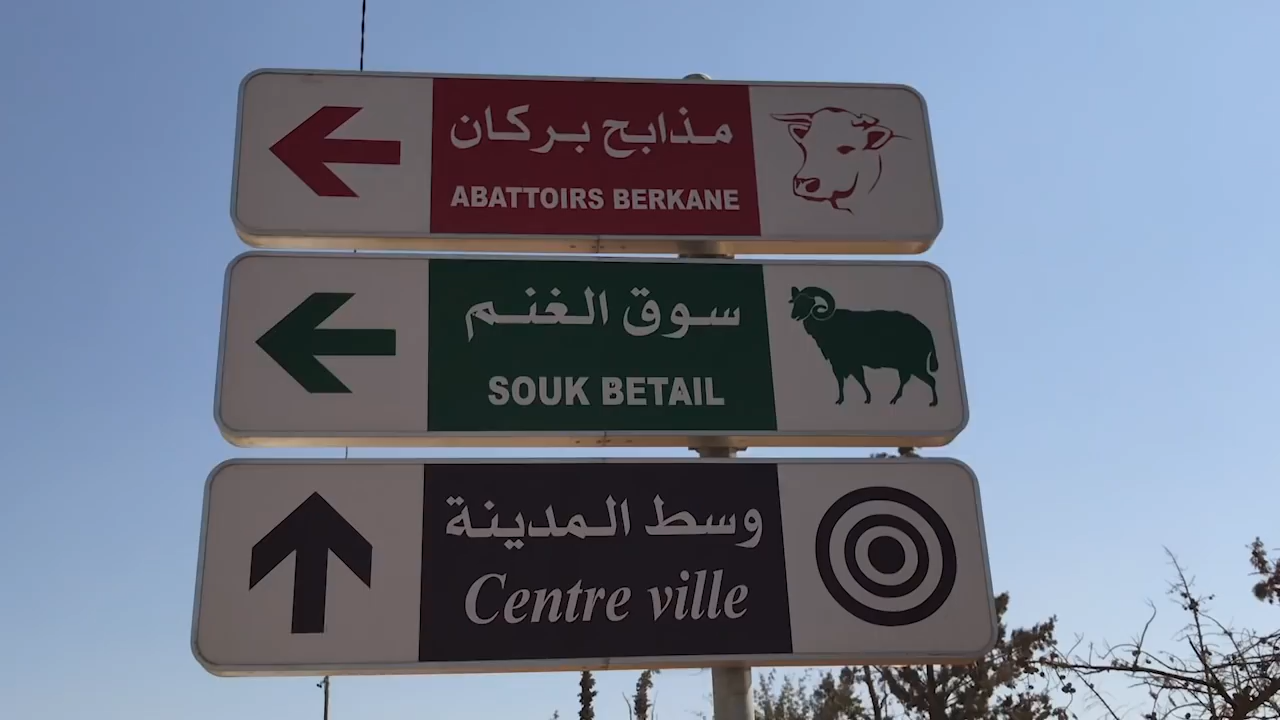 مذابح بركان
ABATTOIRS BERKANE
سوق الغنم
SOUK BETAIL
وسط المدينة
Centre ville